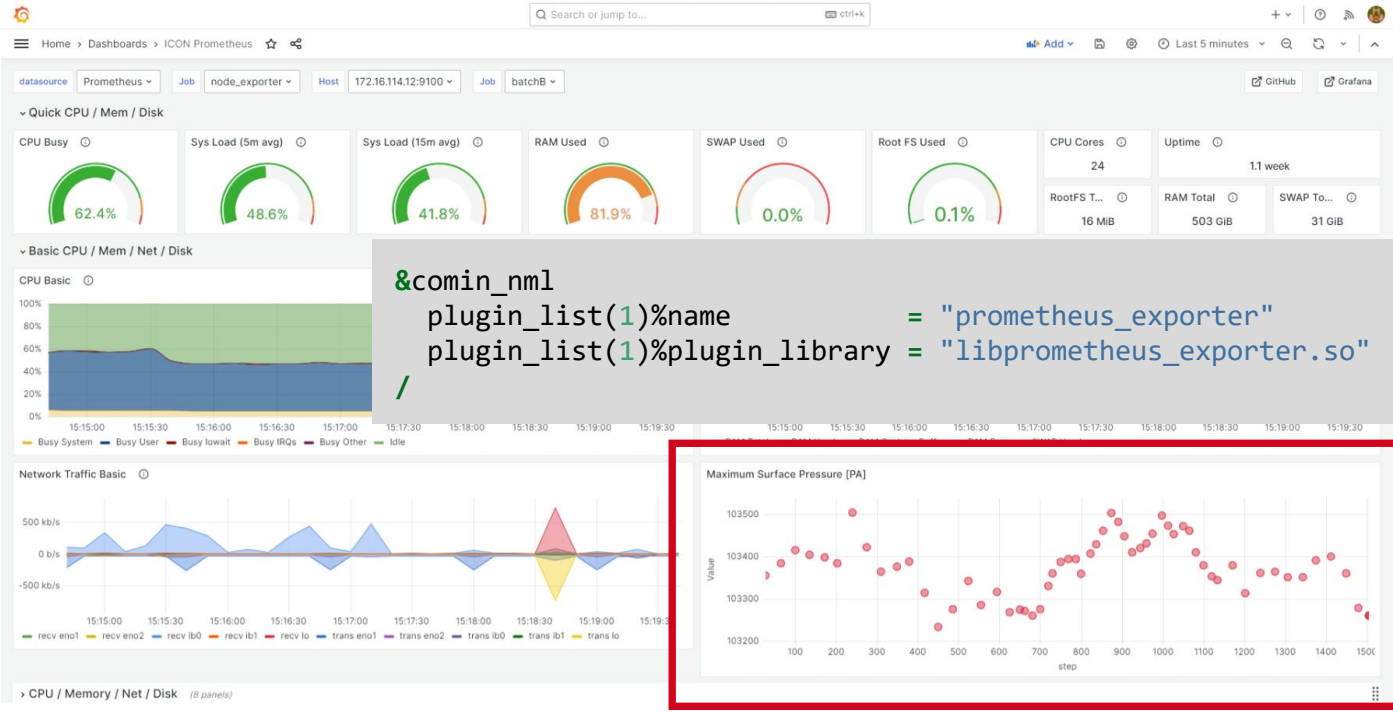 Search or jump to... ctrl+k
Home › Dashboards › ICON Prometheus Add Last 5 minutes
datasource Prometheus Job node_exporter Host 172.16.114.12:9100 Job batchB GitHub Grafana
Quick CPU / Mem / Disk
CPU Busy Sys Load (5m avg) Sys Load (15m avg) RAM Used SWAP Used Root FS Used CPU Cores Uptime
24 1.1 week
62.4% 48.6% 41.8% 81.9% 0.0% 0.1%
RootFS T... RAM Total SWAP To...
16 MiB 503 GiB 31 GiB
Basic CPU / Mem / Net / Disk
CPU Basic
100%
80%
60%
40%
20%
0%
15:15:00 15:15:30 15:16:00 15:16:30 15:17:00 15:17:30 15:18:00 15:18:30 15:19:00 15:19:30
Busy System Busy User Busy Iowait Busy IRQs Busy Other Idle
&comin_nml
plugin_list(1)%name = "prometheus_exporter"
plugin_list(1)%plugin_library = "libprometheus_exporter.so"
/
15:15:00 15:15:30 15:16:00 15:16:30 15:17:00 15:17:30 15:18:00 15:18:30 15:19:00 15:19:30
Network Traffic Basic
500 kb/s
0 b/s
-500 kb/s
15:15:00 15:15:30 15:16:00 15:16:30 15:17:00 15:17:30 15:18:00 15:18:30 15:19:00
recv eno1 recv eno2 recv ib0 recv ib1 recv lo trans eno1 trans eno2 trans ib0 trans ib1 trans lo
Maximum Surface Pressure [PA]
103500
103400
103300
103200
Value
100 200 300 400 500 600 700 800 900 1000 1100 1200 1300 1400 1500
step
CPU / Memory / Net / Disk (8 panels)